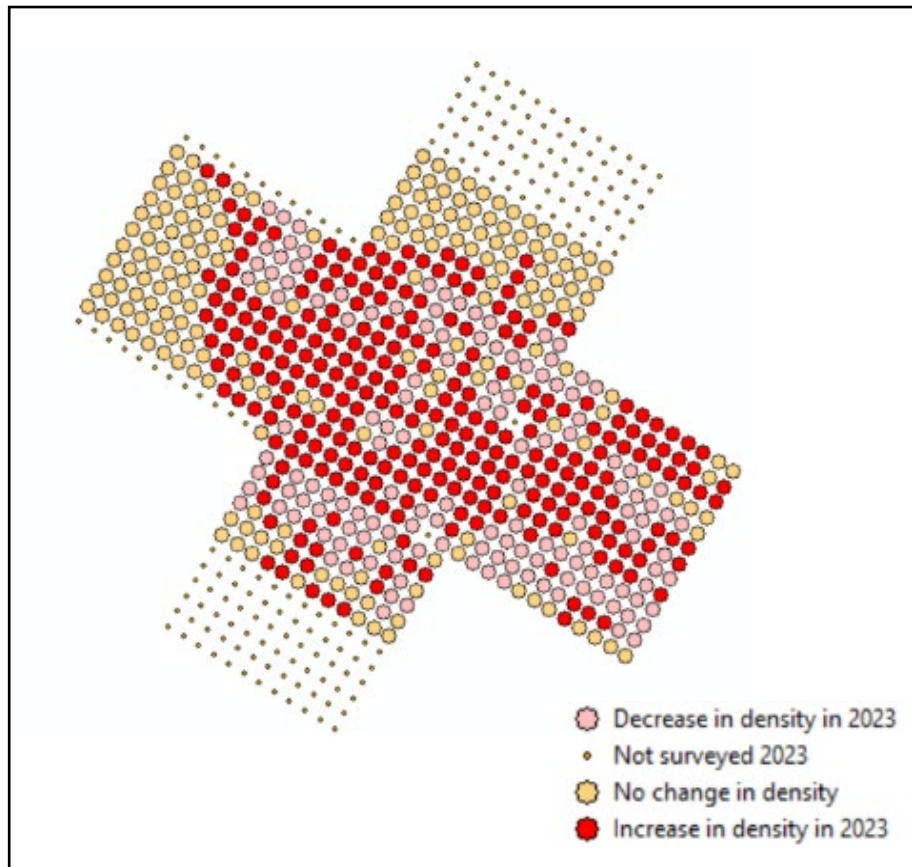 Decrease in density in 2023
Not surveyed 2023
No change in density
Increase in density in 2023